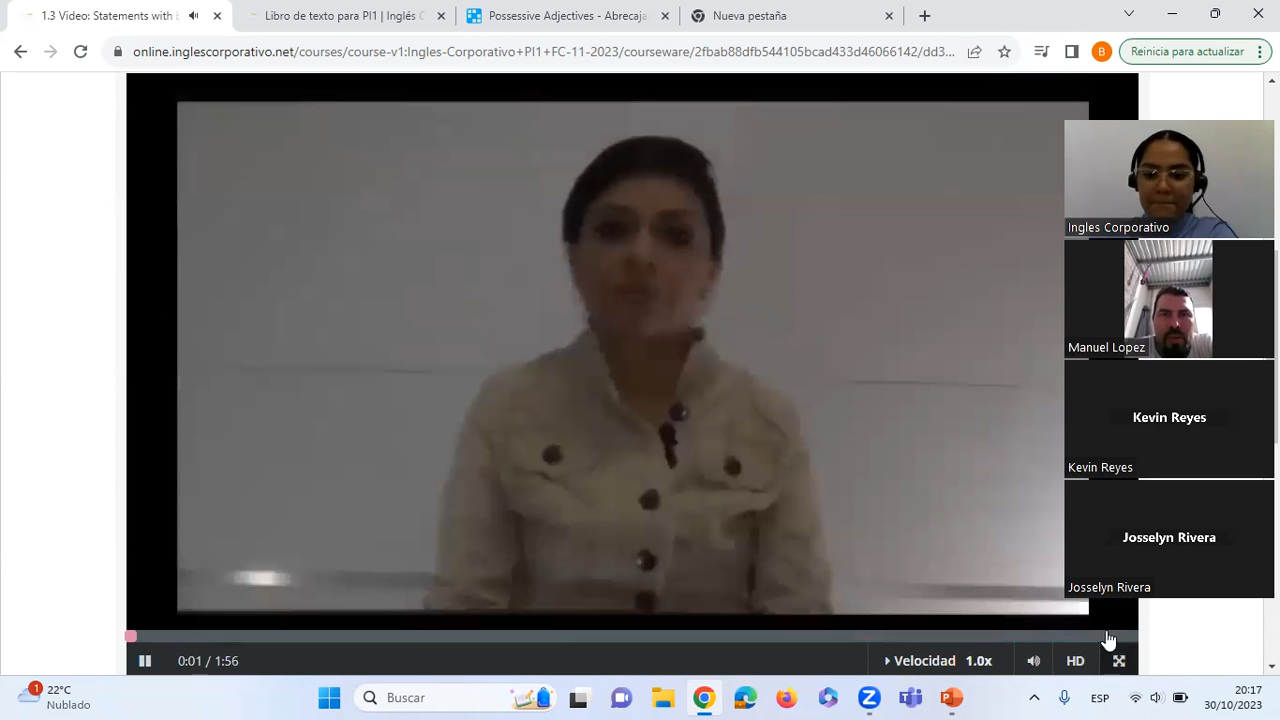 1.3 Video: Statements with b
Libro de texto para PI1 | Inglés C
Possessive Adjectives - Abrecaja
Nueva pestaña
online.inglescorporativo.net/courses/course-v1:Ingles-Corporativo+PI1+FC-11-2023/courseware/2fbab88dfb544105bcad433d46066142/dd3...
B
Reinicia para actualizar
Ingles Corporativo
Manuel Lopez
Kevin Reyes
Kevin Reyes
Josselyn Rivera
Josselyn Rivera
0:01 / 1:56
Velocidad 1.0x
HD
1
22°C
Nublado
Buscar
ESP
20:17
30/10/2023